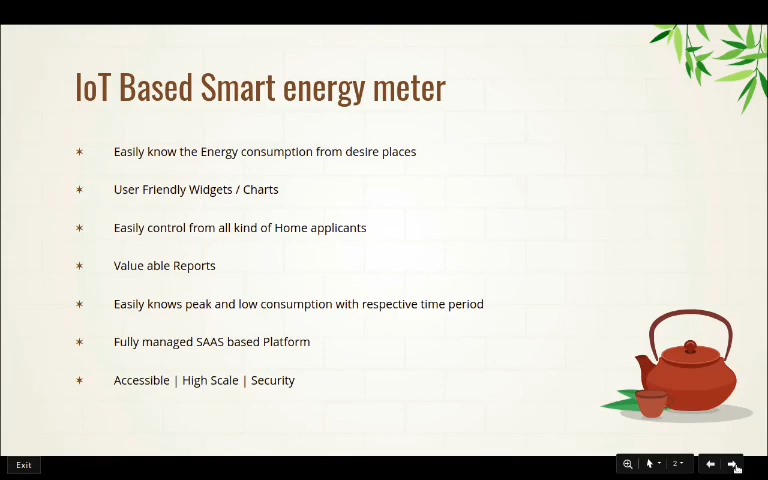 IoT Based Smart energy meter
Easily know the Energy consumption from desire places
User Friendly Widgets / Charts
Easily control from all kind of Home applicants
Value able Reports
Easily knows peak and low consumption with respective time period
Fully managed SAAS based Platform
Accessible | High Scale | Security
Exit
2